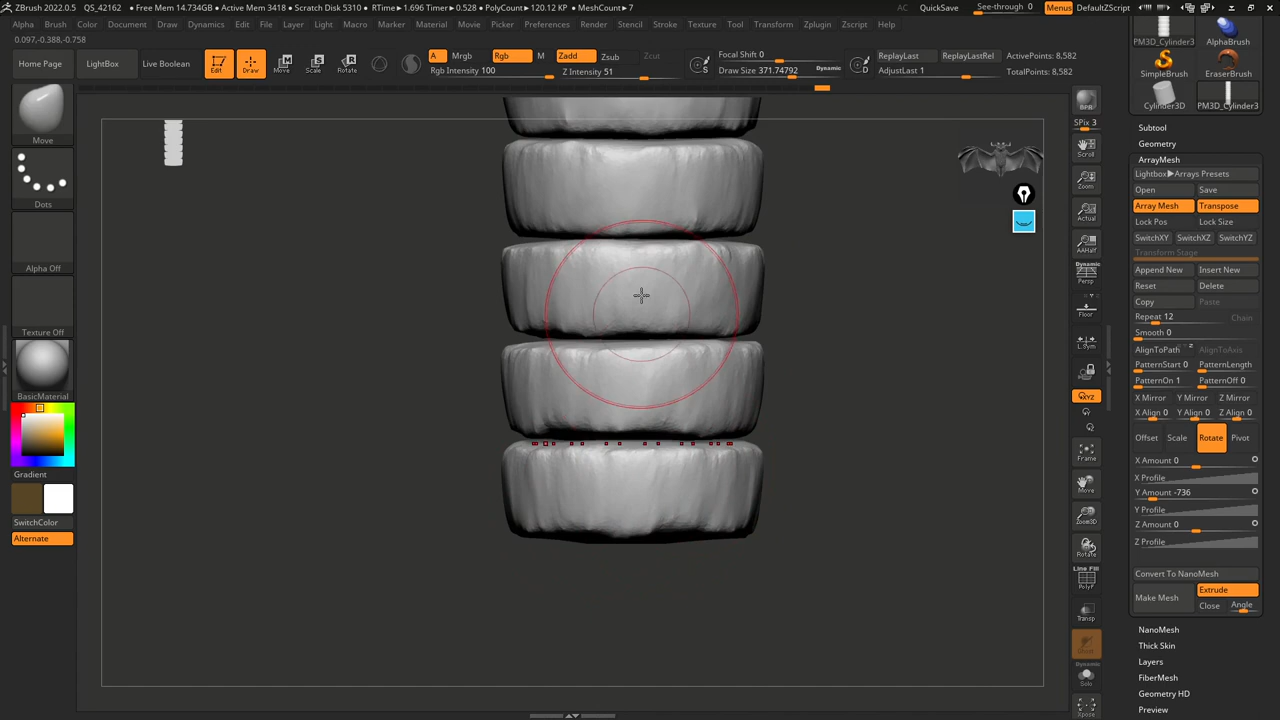 ZBrush 2022.0.5 QS_42162 • Free Mem 14.734GB • Active Mem 3418 • Scratch Disk 5310 • RTime▸1.696 Timer▸0.528 • PolyCount▸120.12 KP • MeshCount▸7 AC QuickSave See-through 0 Menus DefaultZScript
Alpha Brush Color Document Draw Dynamics Edit File Layer Light Macro Marker Material Movie Picker Preferences Render Stencil Stroke Texture Tool Transform Zplugin Zscript Help
0.097,-0.388,-0.758
Home Page LightBox Live Boolean Edit Draw Move Scale Rotate
A Mrgb Rgb M Zadd Zsub Zcut
Rgb Intensity 100 Z Intensity 51
Focal Shift 0
Draw Size 371.74792 Dynamic
ReplayLast ReplayLastRel ActivePoints: 8,582
AdjustLast 1 TotalPoints: 8,582
Move
Dots
Alpha Off
Texture Off
BasicMaterial
Gradient
SwitchColor
Alternate
BPR
SPix 3
Scroll
Zoom
Actual
AAHalf
Dynamic
Persp
Floor
L.Sym
XYZ
Frame
Move
Zoom3D
Rotate
Line Fill
PolyF
Transp
Dynamic
Solo
Xpose
PM3D_Cylinder3 AlphaBrush
SimpleBrush EraserBrush
Cylinder3D PM3D_Cylinder3
Subtool
Geometry
ArrayMesh
Lightbox▸Arrays Presets
Open Save
Array Mesh Transpose
Lock Pos Lock Size
SwitchXY SwitchXZ SwitchYZ
Transform Stage
Append New Insert New
Reset Delete
Copy Paste
Repeat 12 Chain
Smooth 0
AlignToPath AlignToAxis
PatternStart 0 PatternLength
PatternOn 1 PatternOff 0
X Mirror Y Mirror Z Mirror
X Align 0 Y Align 0 Z Align 0
Offset Scale Rotate Pivot
X Amount 0
X Profile
Y Amount -736
Y Profile
Z Amount 0
Z Profile
Convert To NanoMesh
Make Mesh Extrude
Close Angle
NanoMesh
Thick Skin
Layers
FiberMesh
Geometry HD
Preview